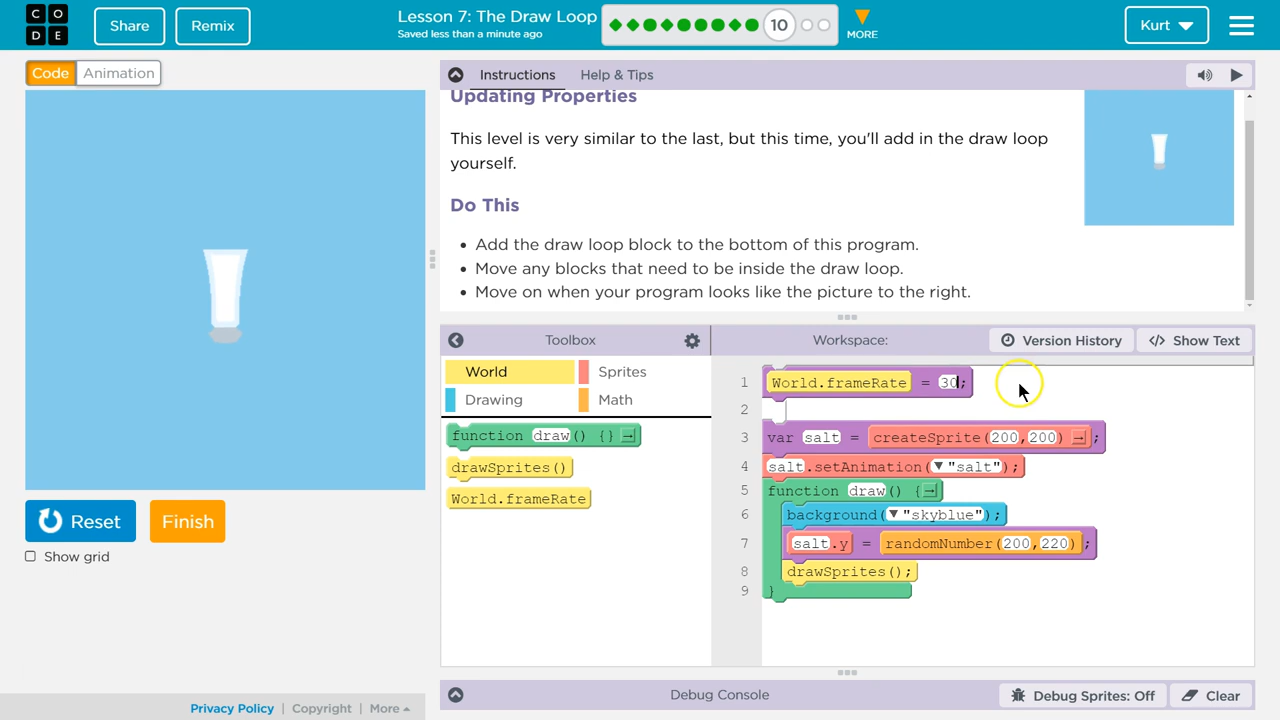 C O
D E
Share
Remix
Lesson 7: The Draw Loop
Saved less than a minute ago
10
MORE
Kurt
Code
Animation
Instructions
Help & Tips
Updating Properties
This level is very similar to the last, but this time, you'll add in the draw loop
yourself.
Do This
Add the draw loop block to the bottom of this program.
Move any blocks that need to be inside the draw loop.
Move on when your program looks like the picture to the right.
Toolbox
Workspace:
Version History
</> Show Text
World
Sprites
Drawing
Math
function draw() {}
drawSprites()
World.frameRate
1 World.frameRate = 30;
2
3 var salt = createSprite(200,200);
4 salt.setAnimation("salt");
5 function draw() {
6 background("skyblue");
7 salt.y = randomNumber(200,220);
8 drawSprites();
9 }
Reset
Finish
Show grid
Debug Console
Debug Sprites: Off
Clear
Privacy Policy | Copyright | More